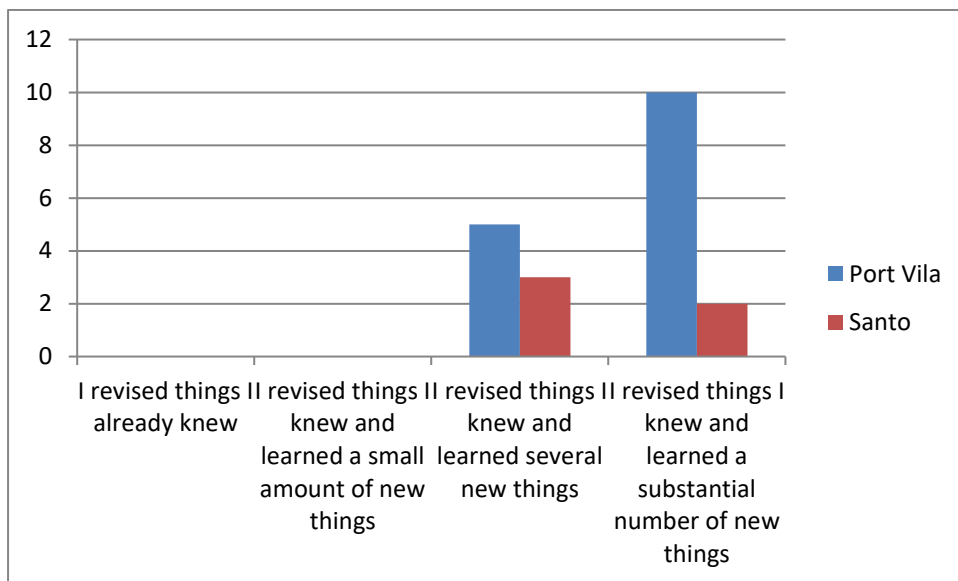 12
10
8
6
4
2
0
Port Vila
Santo
I revised things I
already knew
I revised things I
knew and
learned a small
amount of new
things
I revised things I
knew and
learned several
new things
I revised things I
knew and
learned a
substantial
number of new
things